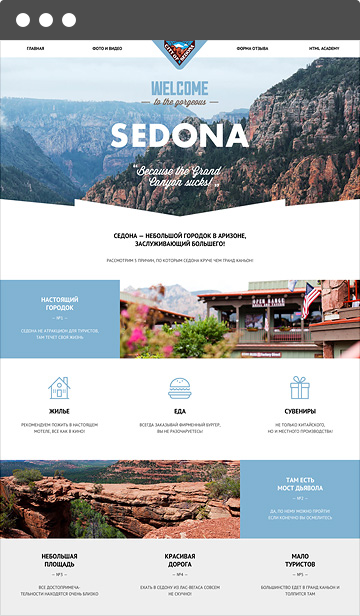 ГЛАВНАЯ
ФОТО И ВИДЕО
ФОРМА ОТЗЫВА
HTML ACADEMY
WELCOME
to the gorgeous
SEDONA
“Because the Grand
Canyon sucks!”
СЕДОНА — НЕБОЛЬШОЙ ГОРОДОК В АРИЗОНЕ,
ЗАСЛУЖИВАЮЩИЙ БОЛЬШЕГО!
РАССМОТРИМ 5 ПРИЧИН, ПО КОТОРЫМ СЕДОНА КРУЧЕ ЧЕМ ГРАНД КАНЬОН!
НАСТОЯЩИЙ
ГОРОДОК
— №1 —
СЕДОНА НЕ АТТРАКЦИОН ДЛЯ ТУРИСТОВ,
ТАМ ТЕЧЕТ СВОЯ ЖИЗНЬ
OPEN RANGE
ЖИЛЬЕ
РЕКОМЕНДУЕМ ПОЖИТЬ В НАСТОЯЩЕМ
МОТЕЛЕ, ВСЕ КАК В КИНО!
ЕДА
ВСЕГДА ЗАКАЗЫВАЙ ФИРМЕННЫЙ БУРГЕР,
ВЫ НЕ РАЗОЧАРУЕТЕСЬ!
СУВЕНИРЫ
НЕ ТОЛЬКО КИТАЙСКОГО,
НО И МЕСТНОГО ПРОИЗВОДСТВА!
ТАМ ЕСТЬ
МОСТ ДЬЯВОЛА
— №2 —
ДА, ПО НЕМУ МОЖНО ПРОЙТИ!
ЕСЛИ КОНЕЧНО ВЫ ОСМЕЛИТЕСЬ
НЕБОЛЬШАЯ
ПЛОЩАДЬ
— №3 —
ВСЕ ДОСТОПРИМЕЧА-
ТЕЛЬНОСТИ НАХОДЯТСЯ ОЧЕНЬ БЛИЗКО
КРАСИВАЯ
ДОРОГА
— №4 —
ЕХАТЬ В СЕДОНУ ИЗ ЛАС-ВЕГАСА СОВСЕМ
НЕ СКУЧНО!
МАЛО
ТУРИСТОВ
— №5 —
БОЛЬШИНСТВО ЕДЕТ В ГРАНД КАНЬОН И
ТОЛПИТСЯ ТАМ